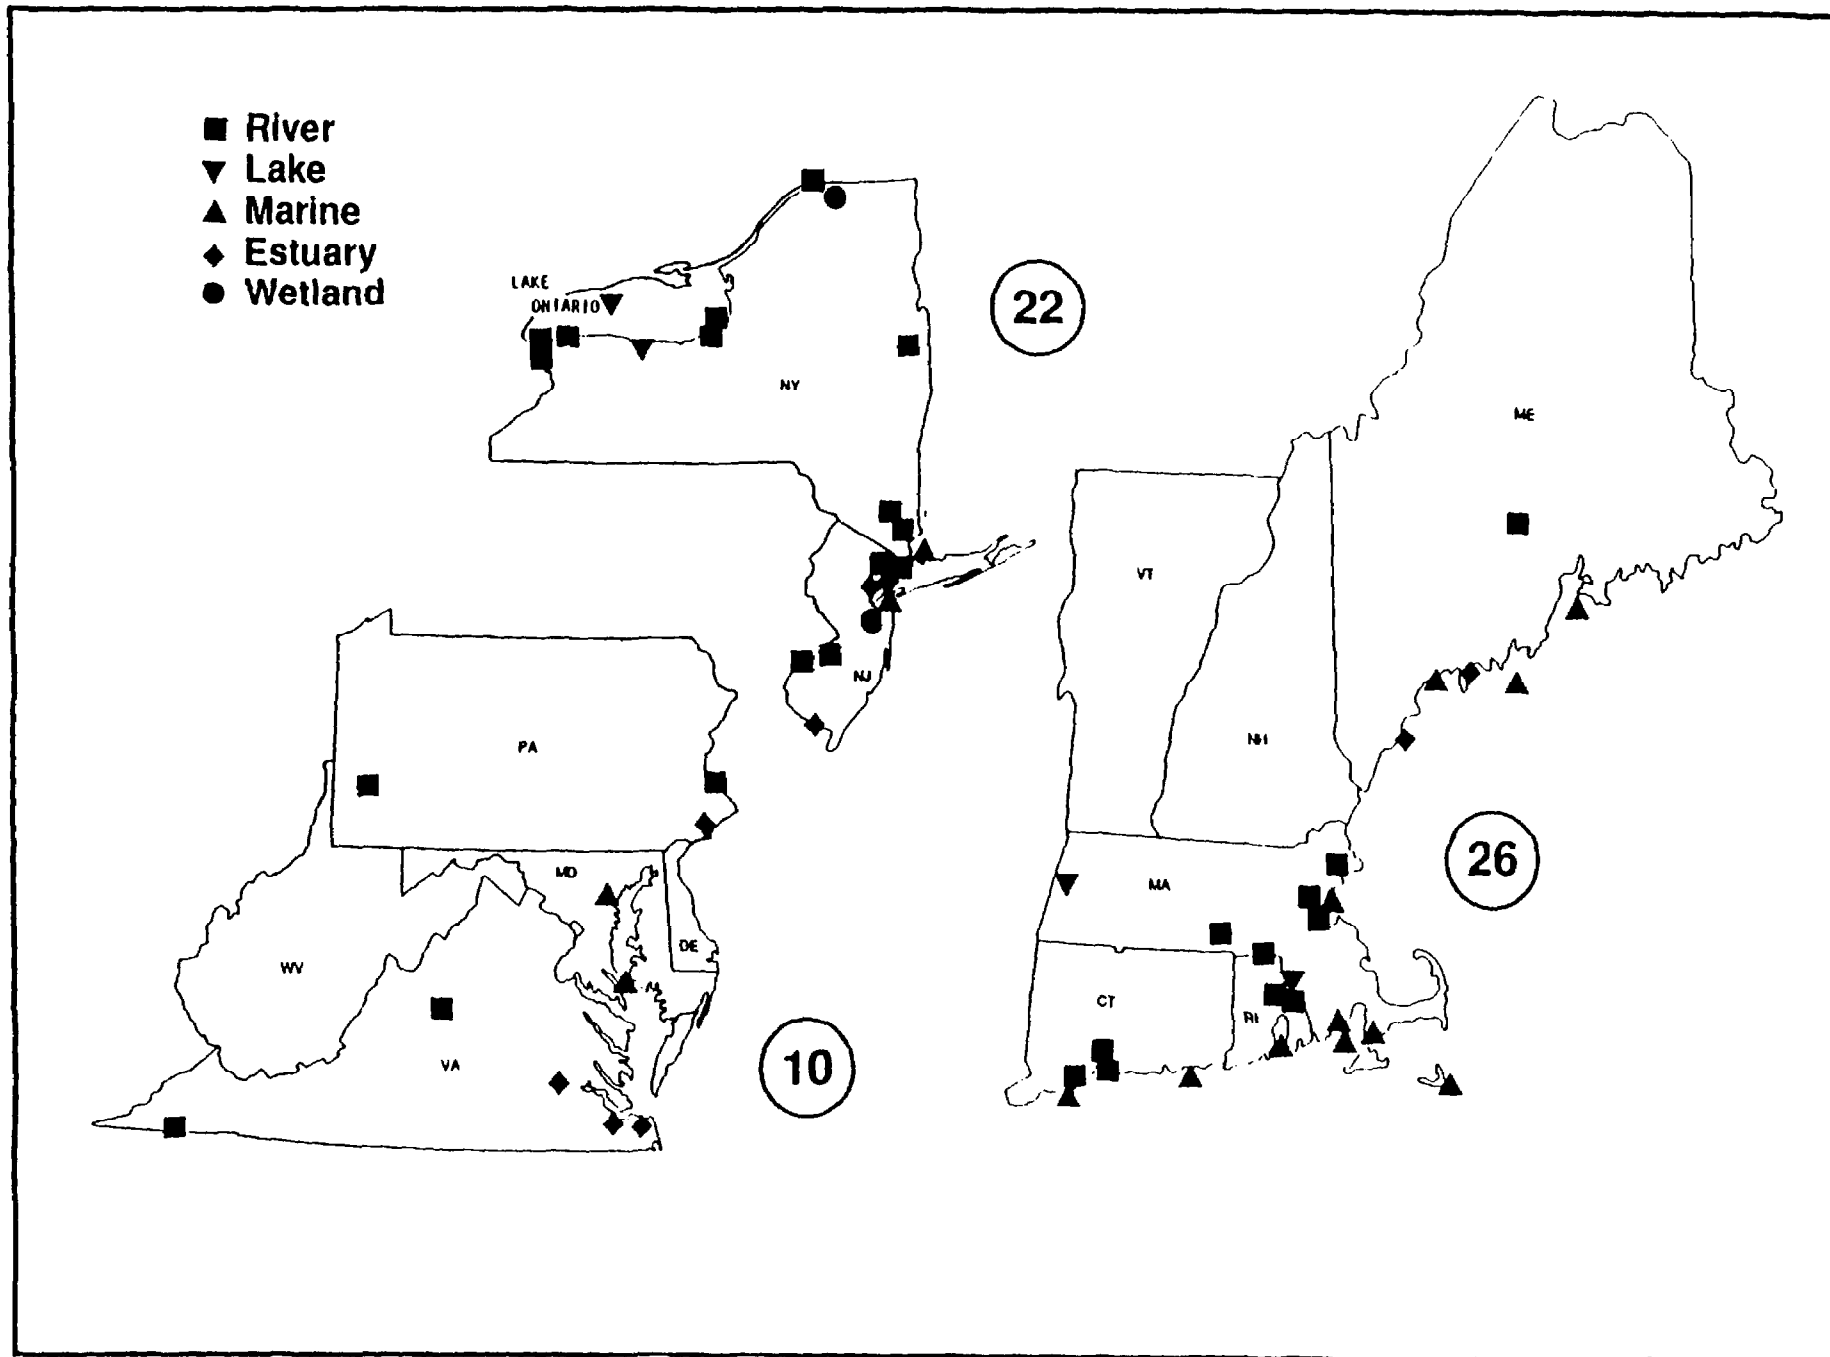 River
Lake
Marine
Estuary
Wetland
LAKE
ONTARIO
22
NY
ME
VT
NJ
PA
NH
26
MD
MA
DE
WV
CT
RI
10
VA